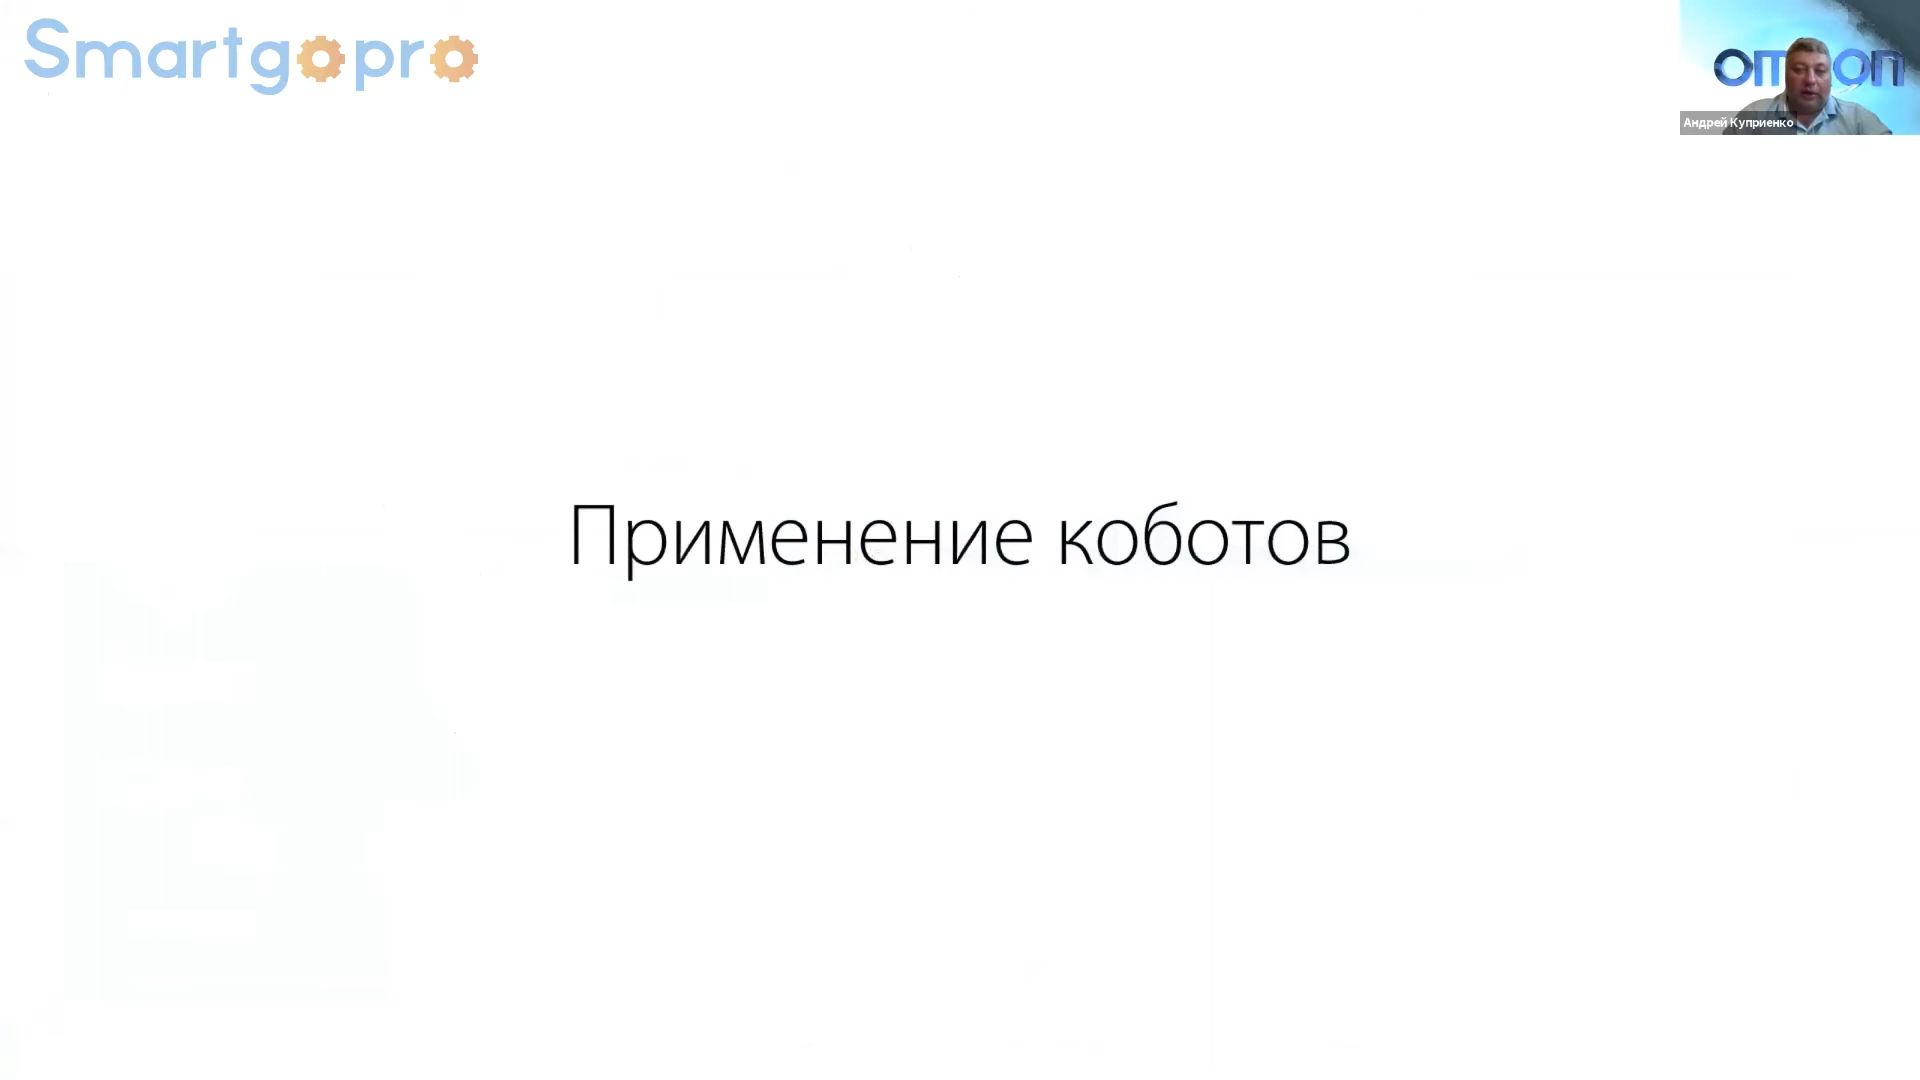 Smartgopro
Андрей Куприенко
Применение коботов